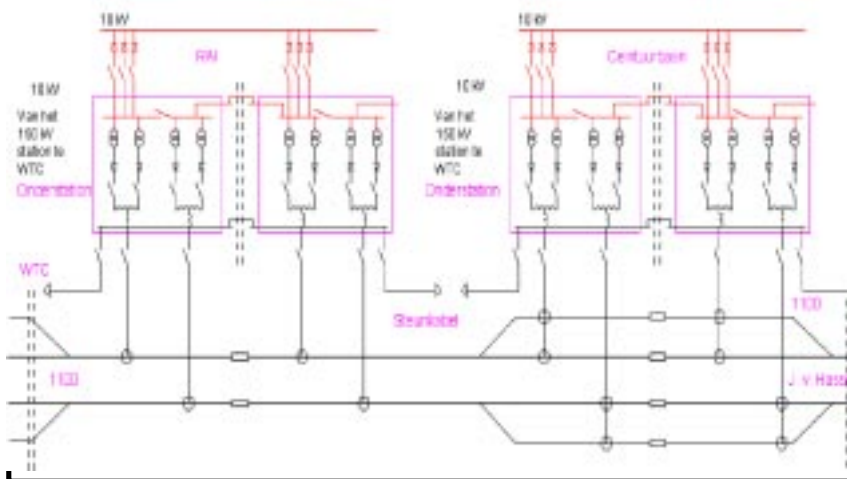 10 kV
10 kV
RAI
Centuurbaan
10 kV
10 kV
Van het
150 kV
station te
WTC
Onderstation
Van het
150 kV
station te
WTC
Onderstation
WTC
1100
Steunkabel
1100
J. v. Hass